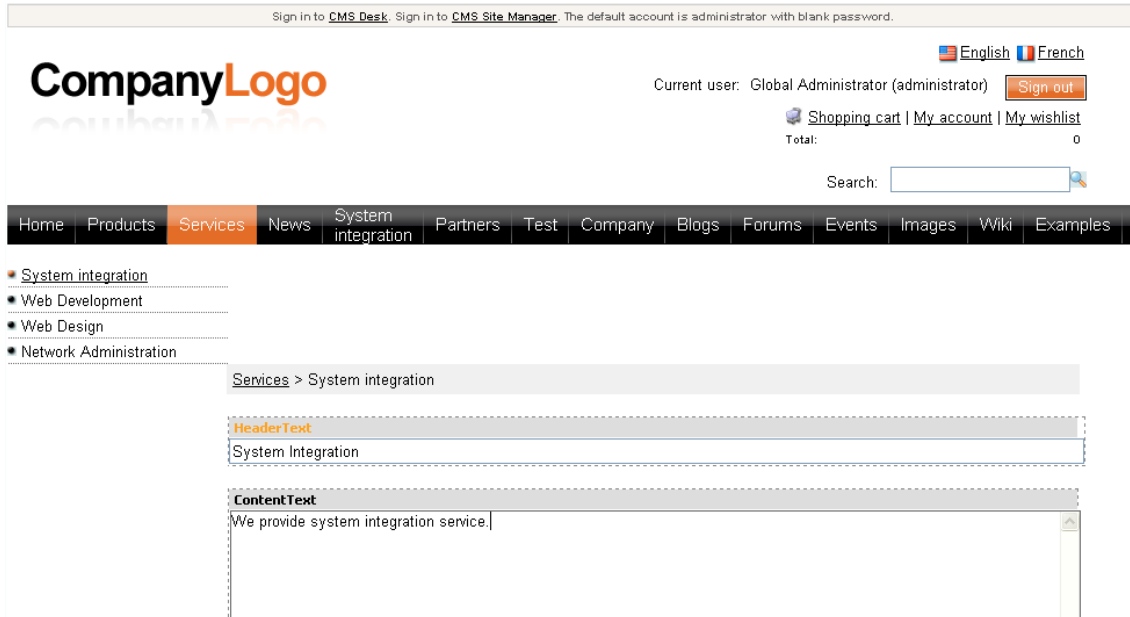 Sign in to CMS Desk. Sign in to CMS Site Manager. The default account is administrator with blank password.
English French
CompanyLogo
Current user: Global Administrator (administrator) Sign out
Shopping cart | My account | My wishlist
Total: 0
Search:
Home Products Services News System integration Partners Test Company Blogs Forums Events Images Wiki Examples
System integration
Web Development
Web Design
Network Administration
Services > System integration
HeaderText
System Integration
ContentText
We provide system integration service.